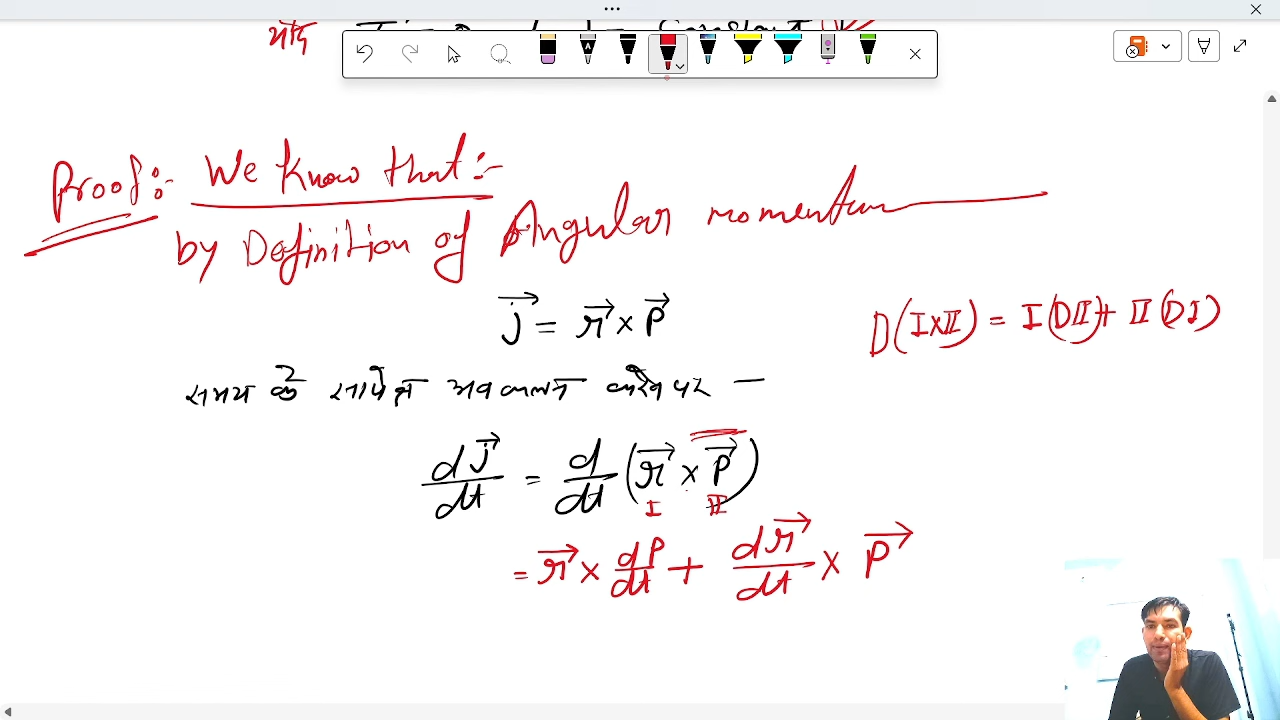 यदि
Proof:- We Know that:-
by Definition of Angular momentum
j = r × P
D(I×II) = I(DII)+ II(DI)
समय के सापेक्ष अवकलन करने पर —
dJ/dt = d/dt (r × P)
I II
= r × dP/dt + dr/dt × P